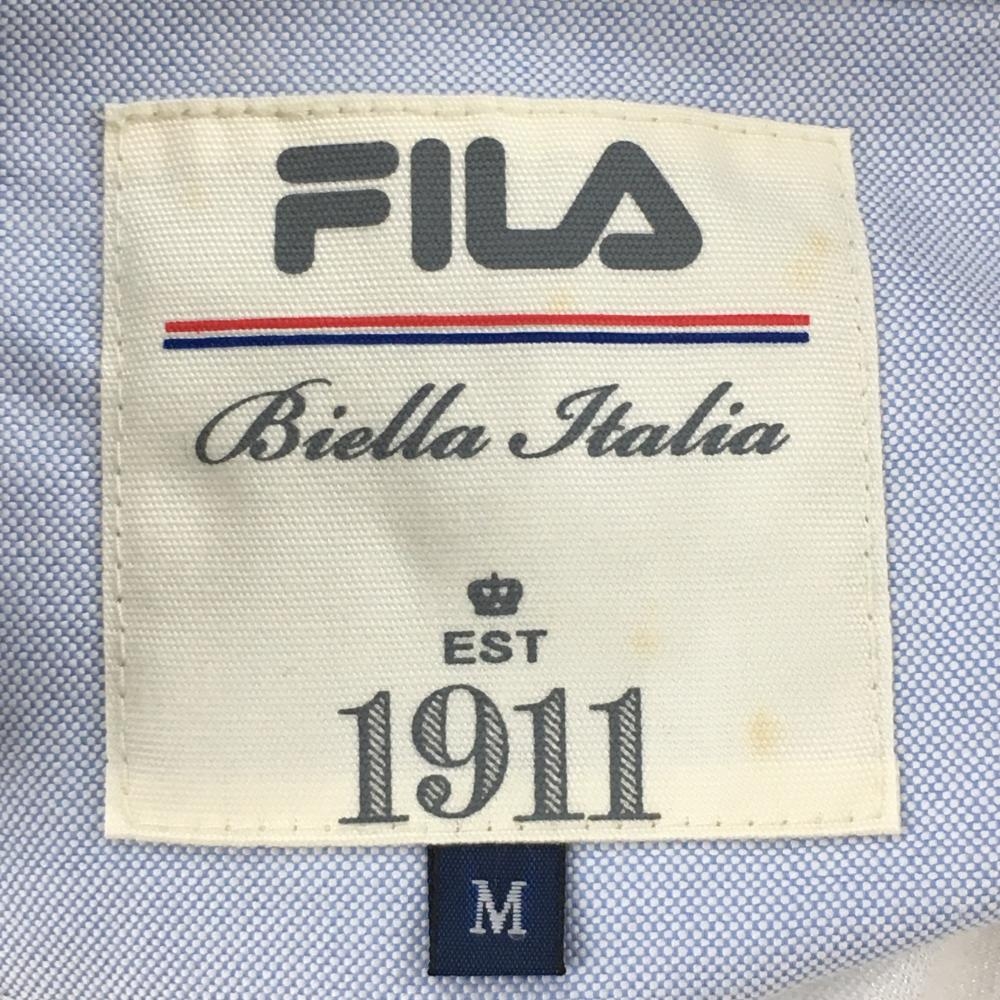 FILA
Biella Italia
EST
1911
M